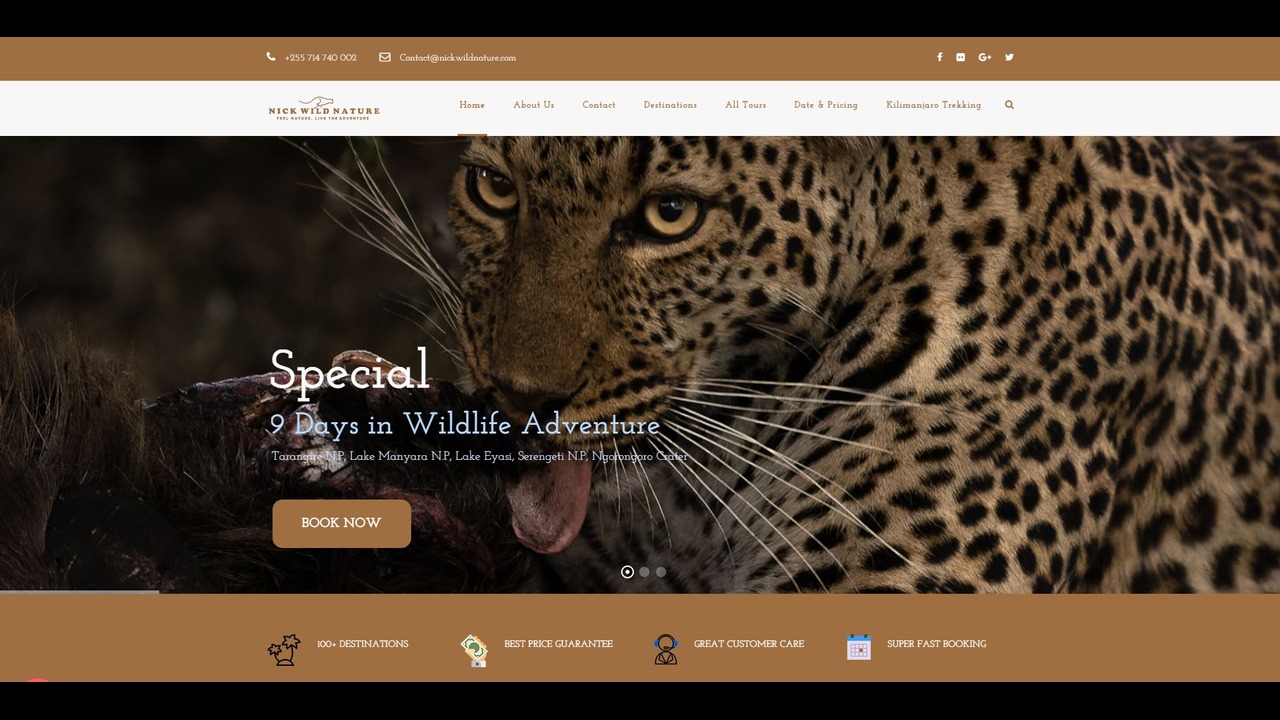 +255 714 740 002 Contact@nickwildnature.com
NICK WILD NATURE
FEEL NATURE, LIVE THE ADVENTURE
Home About Us Contact Destinations All Tours Date & Pricing Kilimanjaro Trekking
Special
9 Days in Wildlife Adventure
Tarangire N.P, Lake Manyara N.P, Lake Eyasi, Serengeti N.P, Ngorongoro Crater
BOOK NOW
100+ DESTINATIONS BEST PRICE GUARANTEE GREAT CUSTOMER CARE SUPER FAST BOOKING